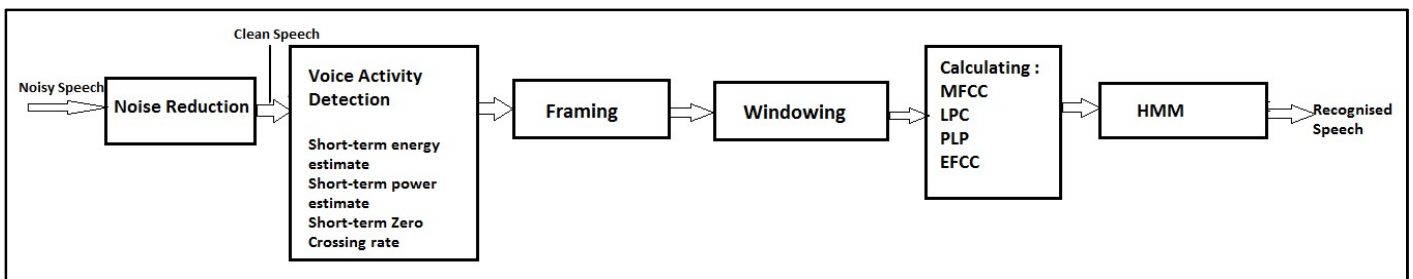 Clean Speech
Noisy Speech
Noise Reduction
Voice Activity
Detection
Short-term energy
estimate
Short-term power
estimate
Short-term Zero
Crossing rate
Framing
Windowing
Calculating :
MFCC
LPC
PLP
EFCC
HMM
Recognised
Speech